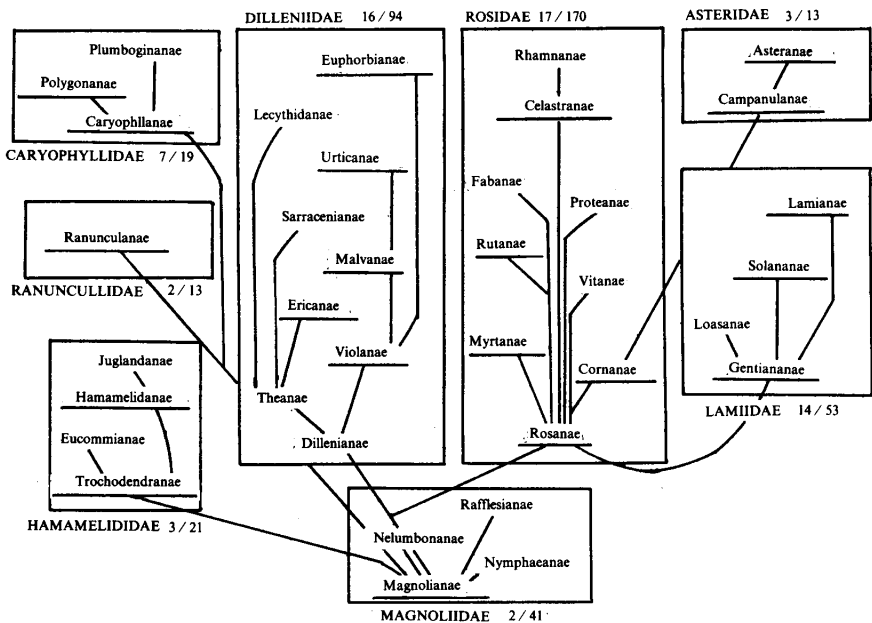 DILLENIIDAE 16/94
ROSIDAE 17/170
ASTERIDAE 3/13
Plumboginanae
Polygonanae
Caryophllanae
CARYOPHYLLIDAE 7/19
Ranunculanae
RANUNCULLIDAE 2/13
Juglandanae
Hamamelidanae
Eucommianae
Trochodendranae
HAMAMELIDIDAE 3/21
Euphorbianae
Lecythidanae
Urticanae
Sarracenianae
Malvanae
Ericanae
Violanae
Theanae
Dillenianae
Rhamnanae
Celastranae
Fabanae
Proteanae
Rutanae
Vitanae
Myrtanae
Cornanae
Rosanae
Asteranae
Campanulanae
Lamianae
Solananae
Loasanae
Gentiananae
LAMIIDAE 14/53
Rafflesianae
Nelumbonanae
Nymphaeanae
Magnolianae
MAGNOLIIDAE 2/41